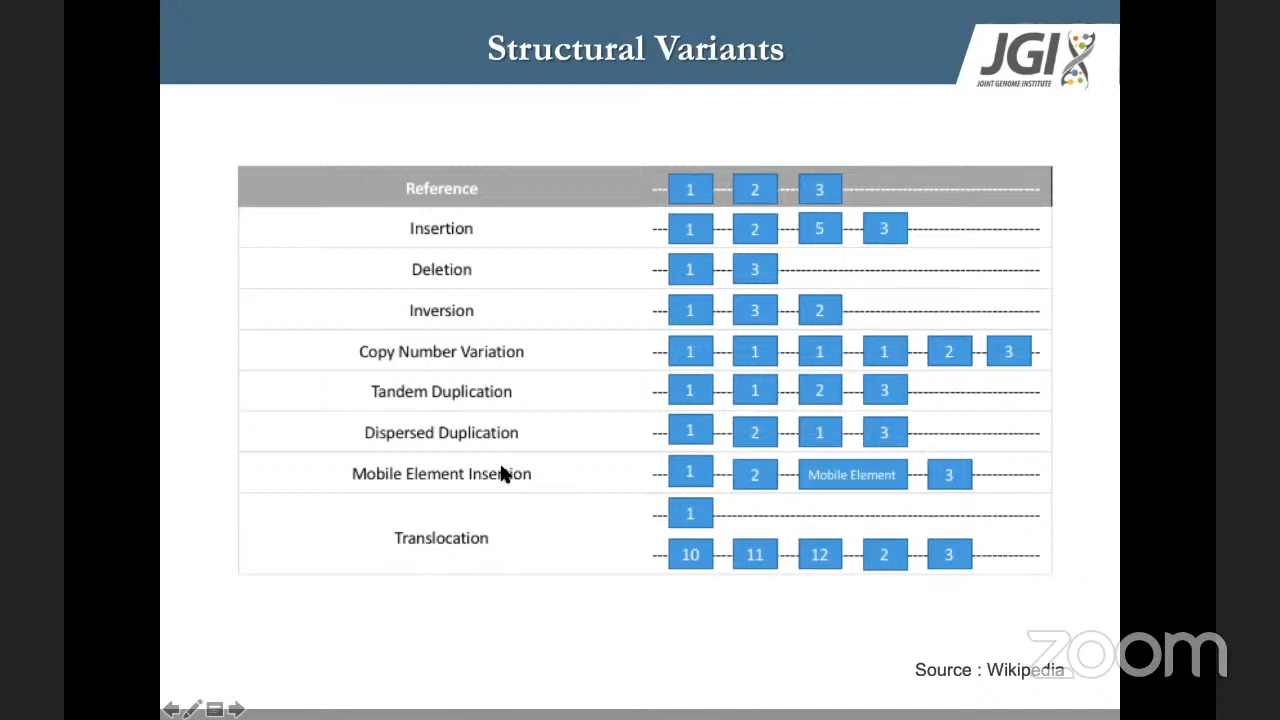 Structural Variants
JGI
JOINT GENOME INSTITUTE
Reference 1 2 3
Insertion 1 2 5 3
Deletion 1 3
Inversion 1 3 2
Copy Number Variation 1 1 1 1 2 3
Tandem Duplication 1 1 2 3
Dispersed Duplication 1 2 1 3
Mobile Element Insertion 1 2 Mobile Element 3
Translocation 1
10 11 12 2 3
Source : Wikipedia
zoom